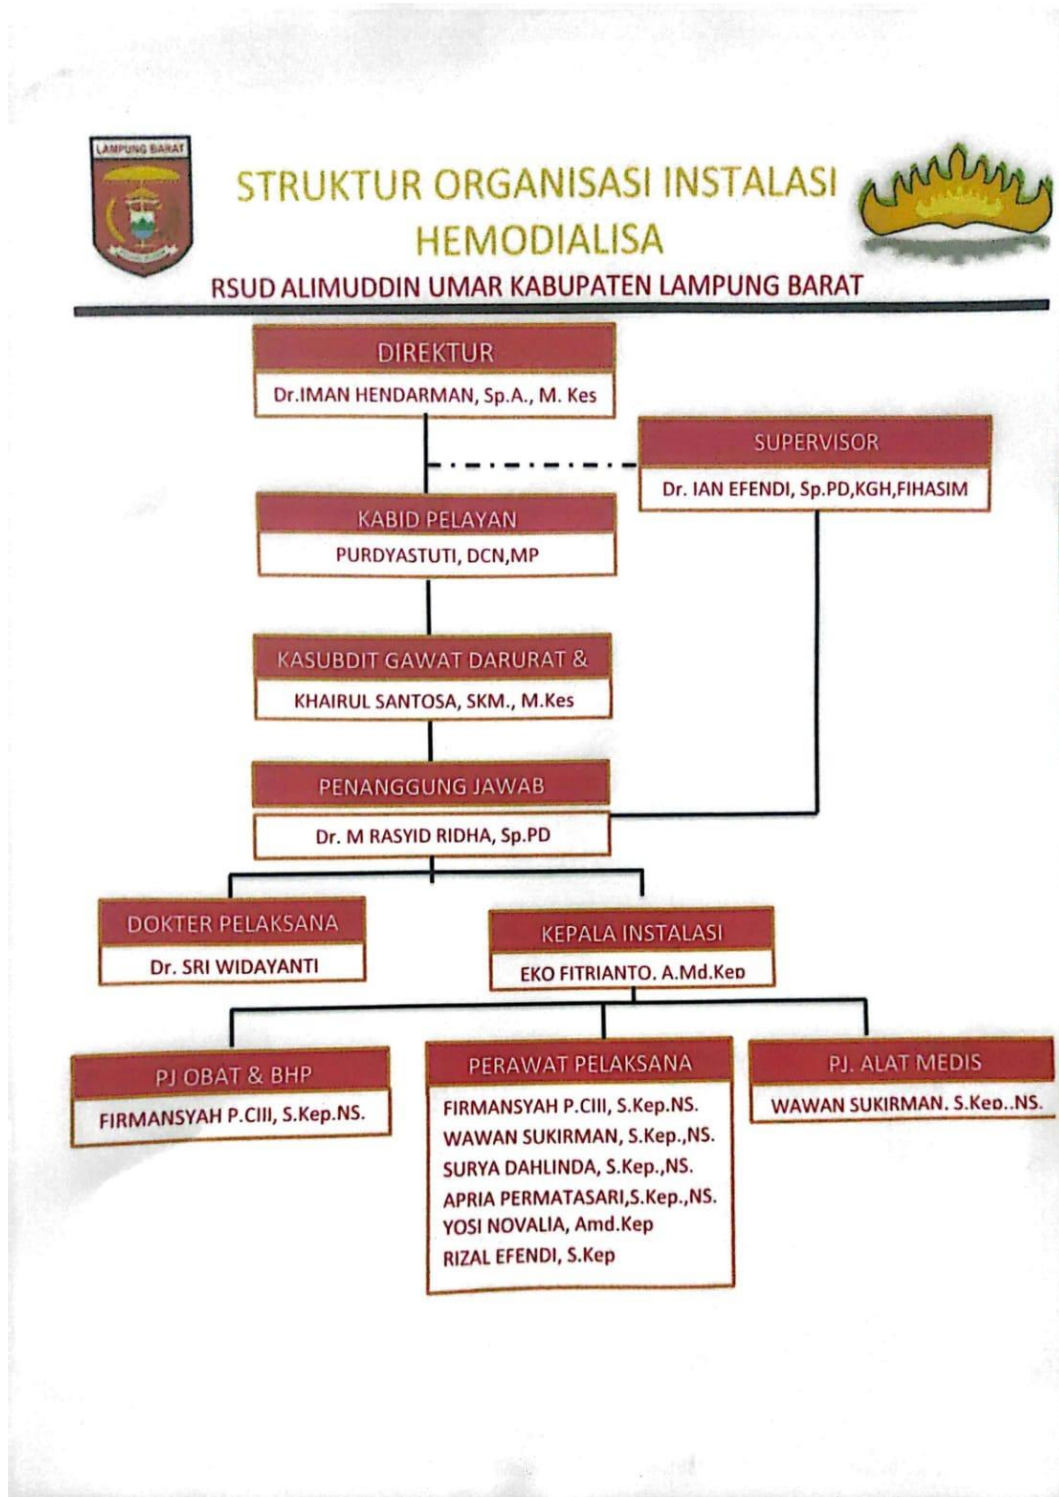 LAMPUNG BARAT
STRUKTUR ORGANISASI INSTALASI
HEMODIALISA
RSUD ALIMUDDIN UMAR KABUPATEN LAMPUNG BARAT
DIREKTUR
Dr.IMAN HENDARMAN, Sp.A., M. Kes
SUPERVISOR
Dr. IAN EFENDI, Sp.PD,KGH,FIHASIM
KABID PELAYAN
PURDYASTUTI, DCN,MP
KASUBDIT GAWAT DARURAT &
KHAIRUL SANTOSA, SKM., M.Kes
PENANGGUNG JAWAB
Dr. M RASYID RIDHA, Sp.PD
DOKTER PELAKSANA
Dr. SRI WIDAYANTI
KEPALA INSTALASI
EKO FITRIANTO. A.Md.Kep
PJ OBAT & BHP
FIRMANSYAH P.CIII, S.Kep.NS.
PERAWAT PELAKSANA
FIRMANSYAH P.CIII, S.Kep.NS.
WAWAN SUKIRMAN, S.Kep.,NS.
SURYA DAHLINDA, S.Kep.,NS.
APRIA PERMATASARI,S.Kep.,NS.
YOSI NOVALIA, Amd.Kep
RIZAL EFENDI, S.Kep
PJ. ALAT MEDIS
WAWAN SUKIRMAN. S.Kep..NS.